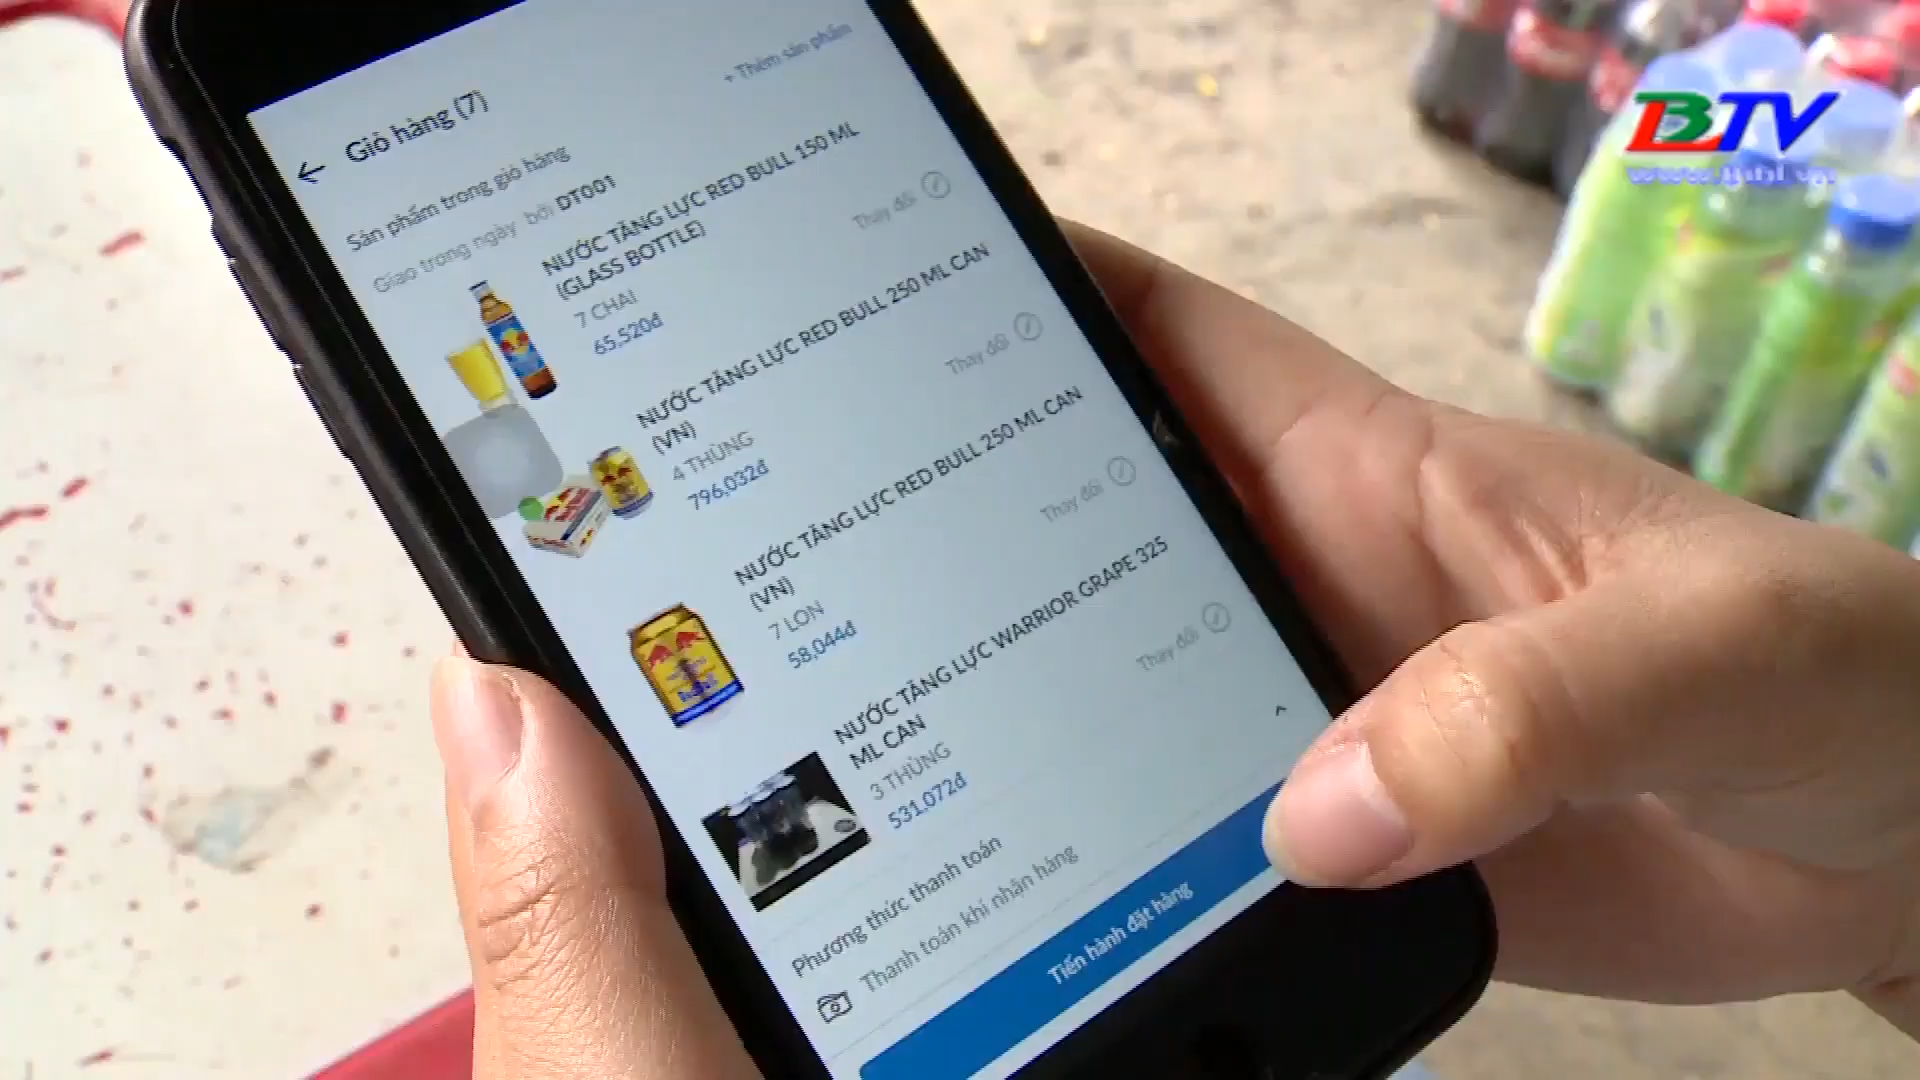 BTV
Giỏ hàng (7)
+ Thêm sản phẩm
Sản phẩm trong giỏ hàng
Giao trong ngày bởi DT001
NƯỚC TĂNG LỰC RED BULL 150 ML
(GLASS BOTTLE)
7 CHAI
65,520đ
Thay đổi
NƯỚC TĂNG LỰC RED BULL 250 ML CAN
(VN)
4 THÙNG
796,032đ
Thay đổi
NƯỚC TĂNG LỰC RED BULL 250 ML CAN
(VN)
7 LON
58,044đ
Thay đổi
NƯỚC TĂNG LỰC WARRIOR GRAPE 325
ML CAN
3 THÙNG
531,072đ
Thay đổi
Phương thức thanh toán
Thanh toán khi nhận hàng
Tiến hành đặt hàng